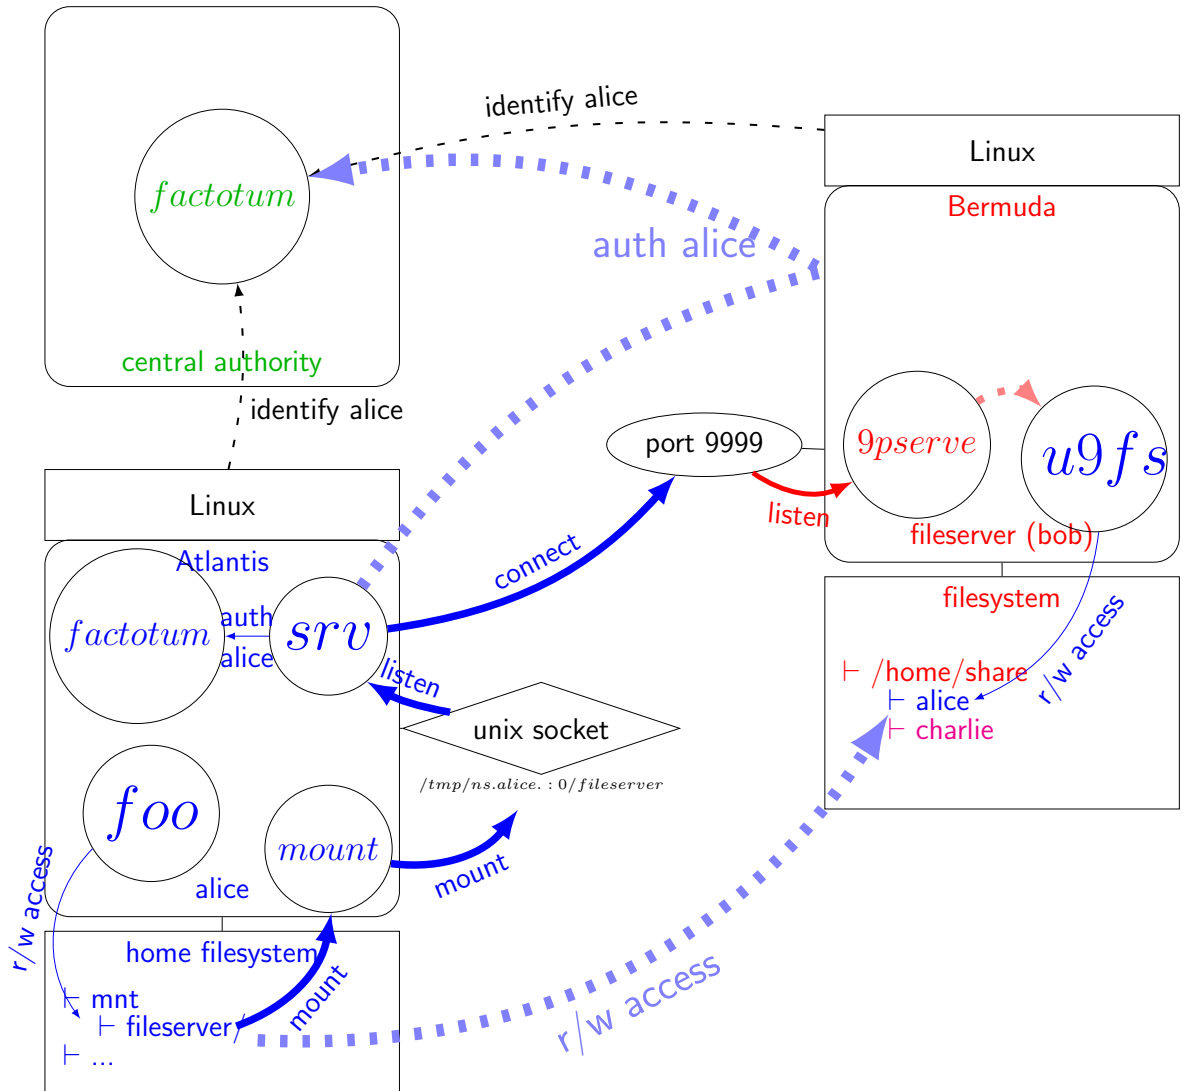 identify alice
Linux
factotum
Bermuda
auth alice
central authority
identify alice
port 9999
9pserve
u9fs
listen
Linux
fileserver (bob)
connect
Atlantis
filesystem
auth
factotum
srv
alice
listen
r/w access
⊢ /home/share
⊢ alice
⊢ charlie
unix socket
/tmp/ns.alice. : 0/fileserver
foo
mount
mount
alice
r/w access
home filesystem
⊢ mnt
mount
⊢ fileserver/
r/w access
⊢ ...